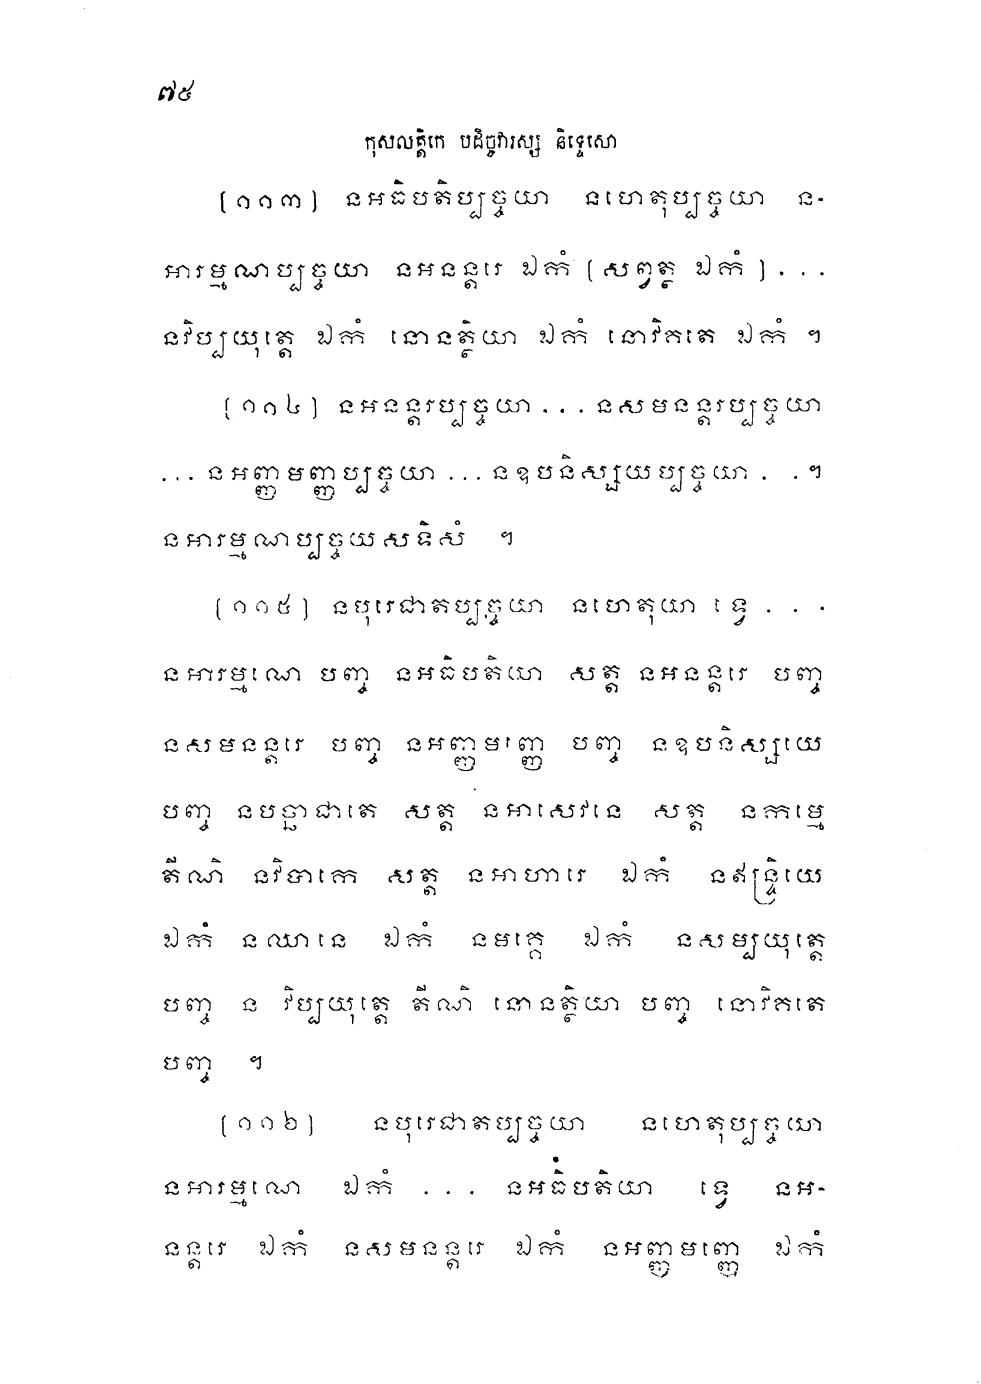 ៧៥
កុសលត្តិកេ បដិច្ចវារស្ស និទ្ទេសោ
[១១៣] នអធិបតិប្បច្ចយា នហេតុប្បច្ចយា ន-
អារម្មណប្បច្ចយា នអនន្តរេ ឯកំ [សព្វត្ថ ឯកំ] . . .
នវិប្បយុត្តេ ឯកំ នោនត្ថិយា ឯកំ នោវិគតេ ឯកំ ។
[១១៤] នអនន្តរប្បច្ចយា . . . នសមនន្តរប្បច្ចយា
. . . នអញ្ញមញ្ញប្បច្ចយា . . . នឧបនិស្សយប្បច្ចយា . . ។
នអារម្មណប្បច្ចយសទិសំ ។
[១១៥] នបុរេជាតប្បច្ចយា នហេតុយា ទ្វេ . . .
នអារម្មណេ បញ្ច នអធិបតិយា សត្ត នអនន្តរេ បញ្ច
នសមនន្តរេ បញ្ច នអញ្ញមញ្ញេ បញ្ច នឧបនិស្សយេ
បញ្ច នបច្ឆាជាតេ សត្ត នអាសេវនេ សត្ត នកម្មេ
តីណិ នវិបាកេ សត្ត នអាហារេ ឯកំ នឥន្ទ្រិយេ
ឯកំ នឈានេ ឯកំ នមគ្គេ ឯកំ នសម្បយុត្តេ
បញ្ច ន វិប្បយុត្តេ តីណិ នោនត្ថិយា បញ្ច នោវិគតេ
បញ្ច ។
[១១៦] នបុរេជាតប្បច្ចយា នហេតុប្បច្ចយា
នអារម្មណេ ឯកំ . . . នអធិបតិយា ទ្វេ នអ-
នន្តរេ ឯកំ នសមនន្តរេ ឯកំ នអញ្ញមញ្ញេ ឯកំ